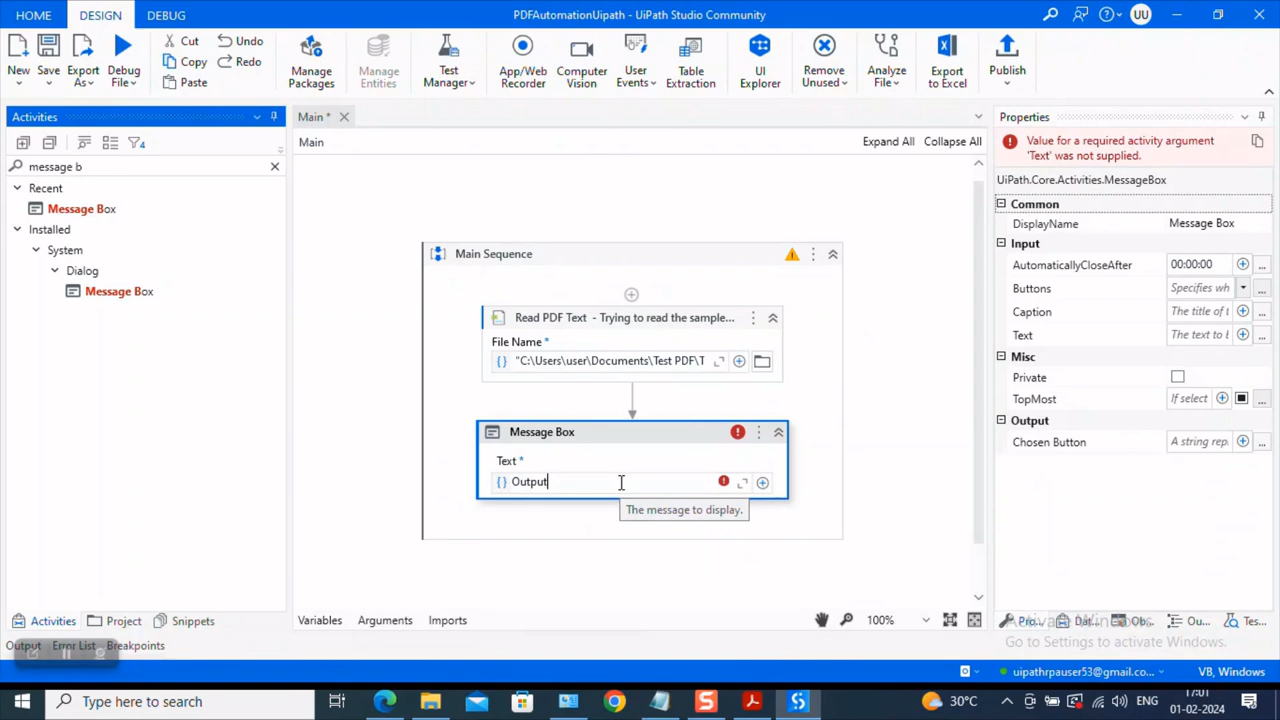 HOME DESIGN DEBUG
PDFAutomationUipath - UiPath Studio Community
UU
New
Save
Export As
Debug File
Cut
Copy
Paste
Undo
Redo
Manage Packages
Manage Entities
Test Manager
App/Web Recorder
Computer Vision
User Events
Table Extraction
UI Explorer
Remove Unused
Analyze File
Export to Excel
Publish
Activities
message b
Recent
Message Box
Installed
System
Dialog
Message Box
Activities Project Snippets
Main *
Main
Expand All Collapse All
Main Sequence
Read PDF Text - Trying to read the sample...
File Name *
"C:\Users\user\Documents\Test PDF\T
Message Box
Text *
Output
The message to display.
Variables Arguments Imports
100%
Properties
Value for a required activity argument
'Text' was not supplied.
UiPath.Core.Activities.MessageBox
Common
DisplayName Message Box
Input
AutomaticallyCloseAfter 00:00:00
Buttons Specifies wh
Caption The title of t
Text The text to b
Misc
Private
TopMost If select
Output
Chosen Button A string rep.
Pro... Dat... Ob... Ou... Tes...
Activate Windows
Go to Settings to activate Windows.
Output Error List Breakpoints
uipathrpauser53@gmail.co... VB, Windows
Type here to search
30°C
ENG
17:01
01-02-2024